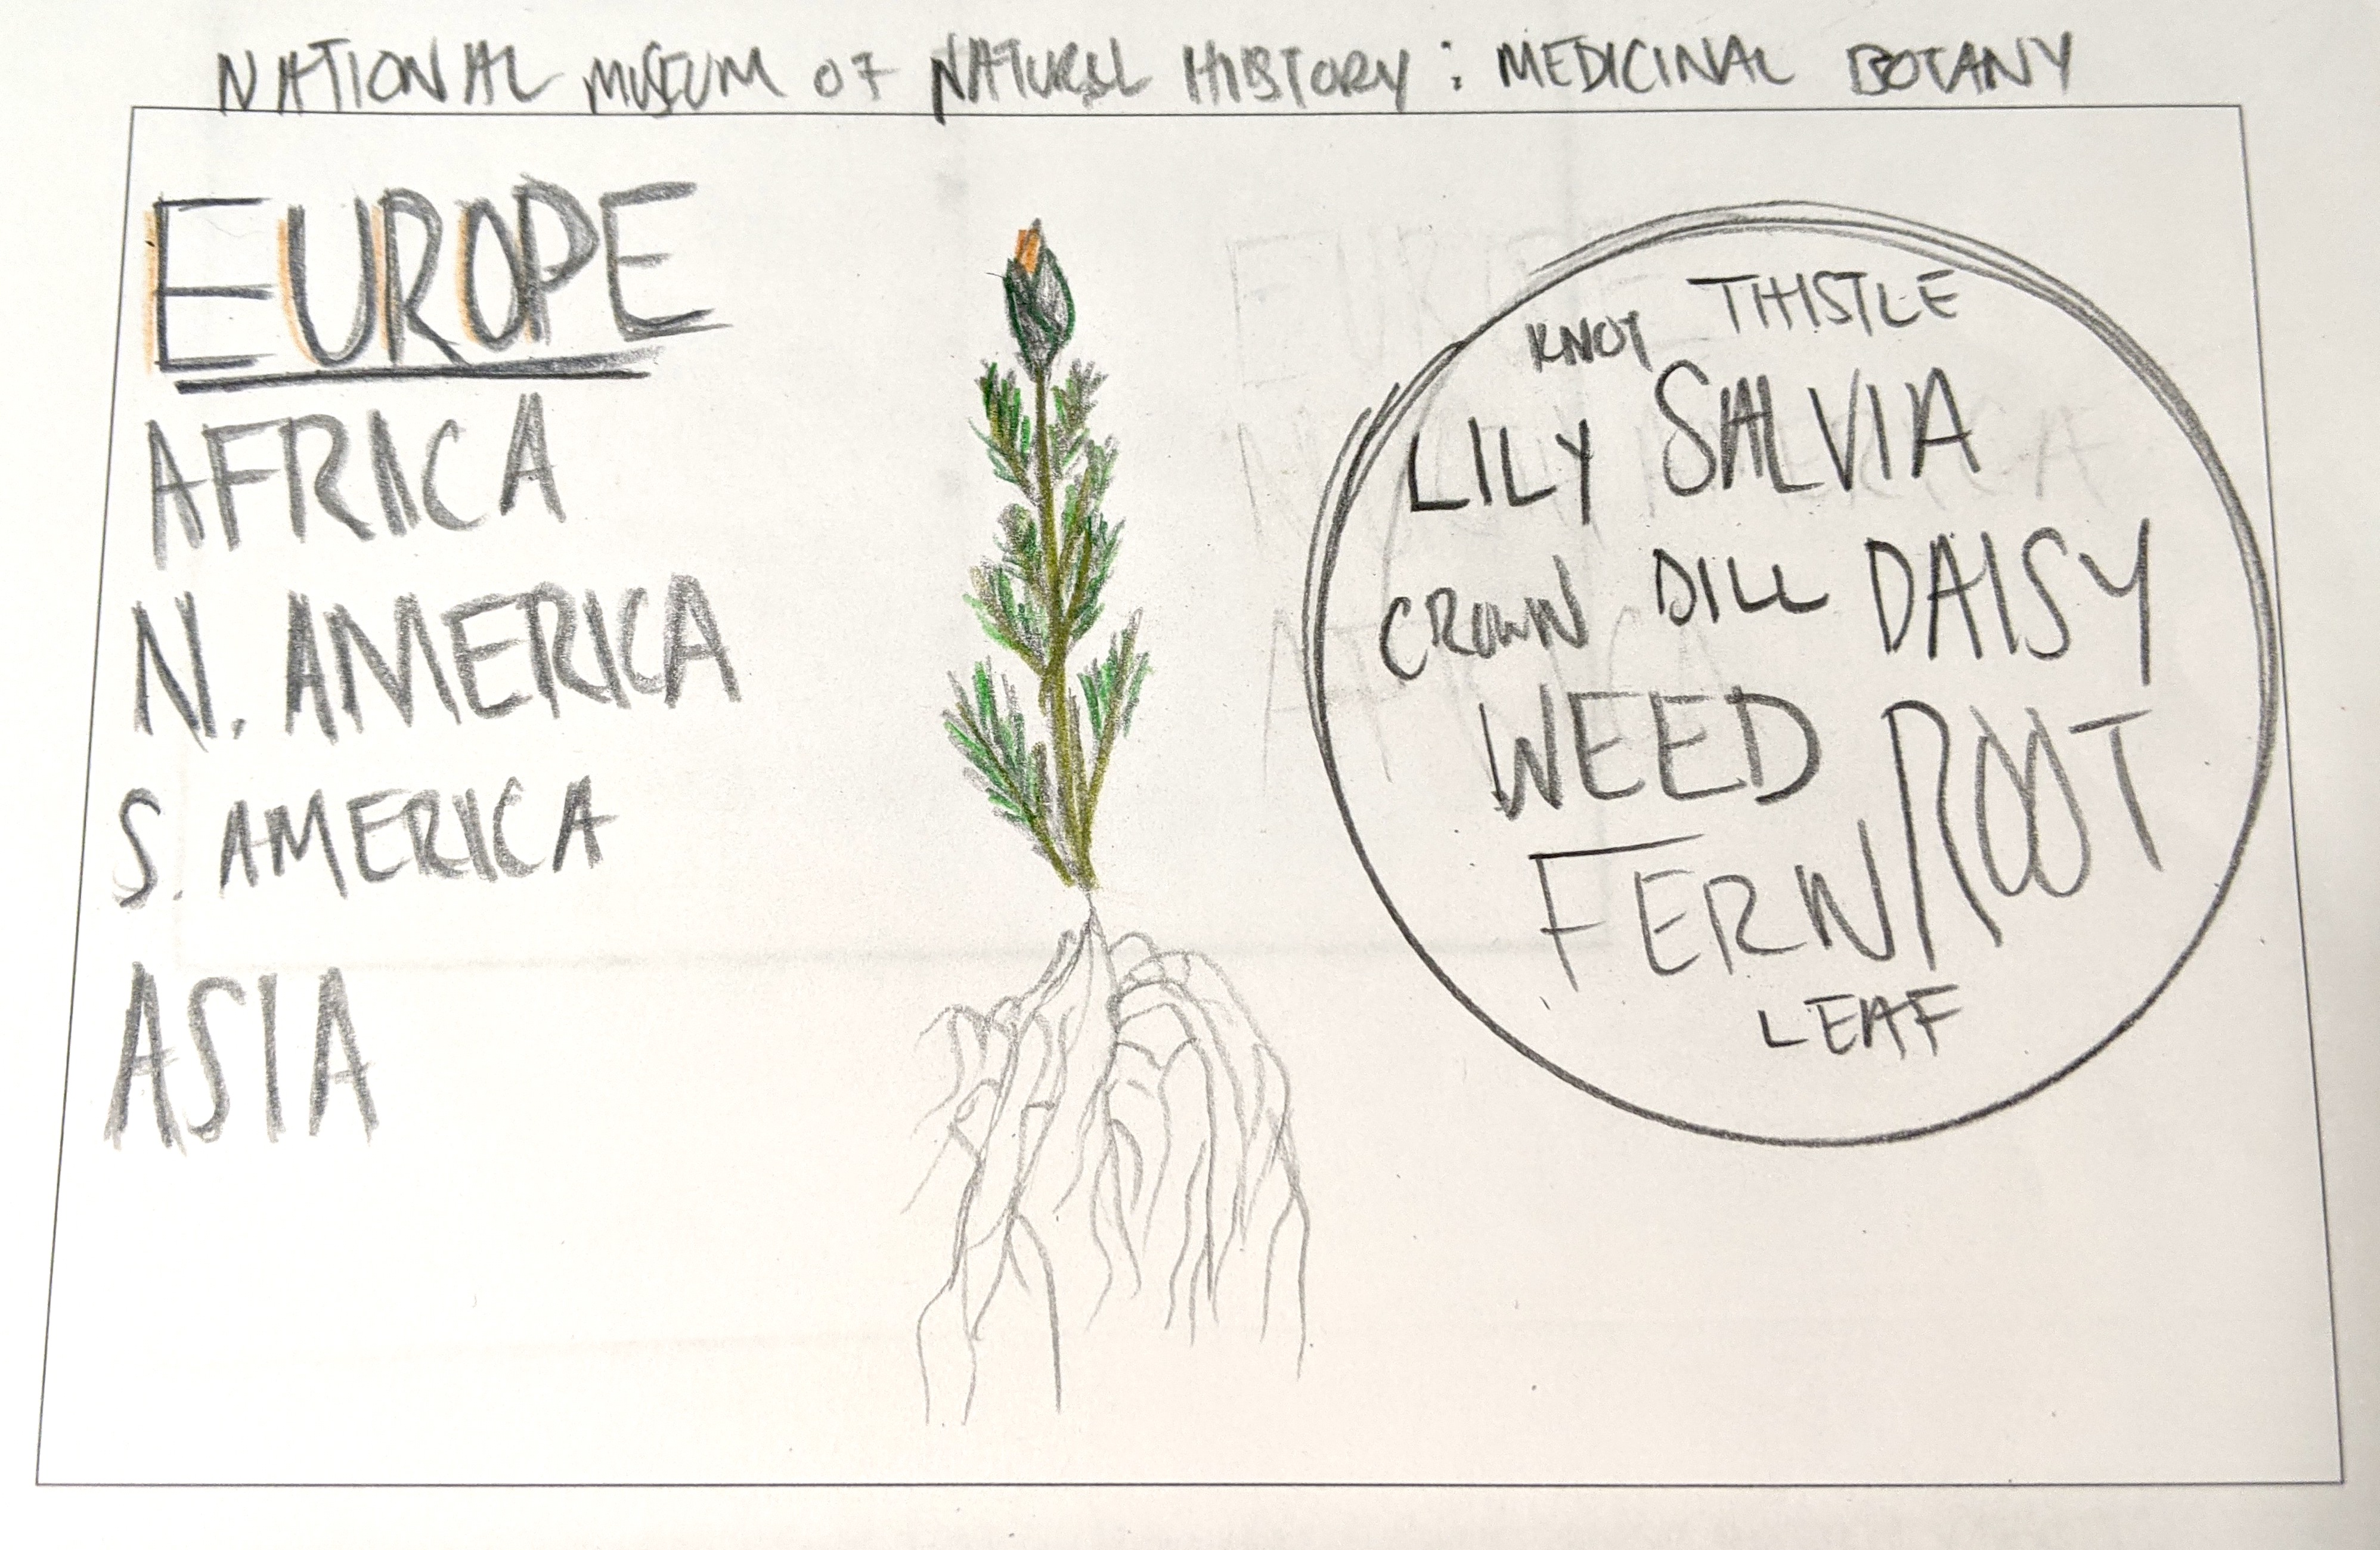 NATIONAL MUSEUM OF NATURAL HISTORY : MEDICINAL BOTANY
EUROPE
AFRICA
N. AMERICA
S. AMERICA
ASIA
KNOT THISTLE
LILY SALVIA
CROWN DILL DAISY
WEED ROOT
FERN
LEAF